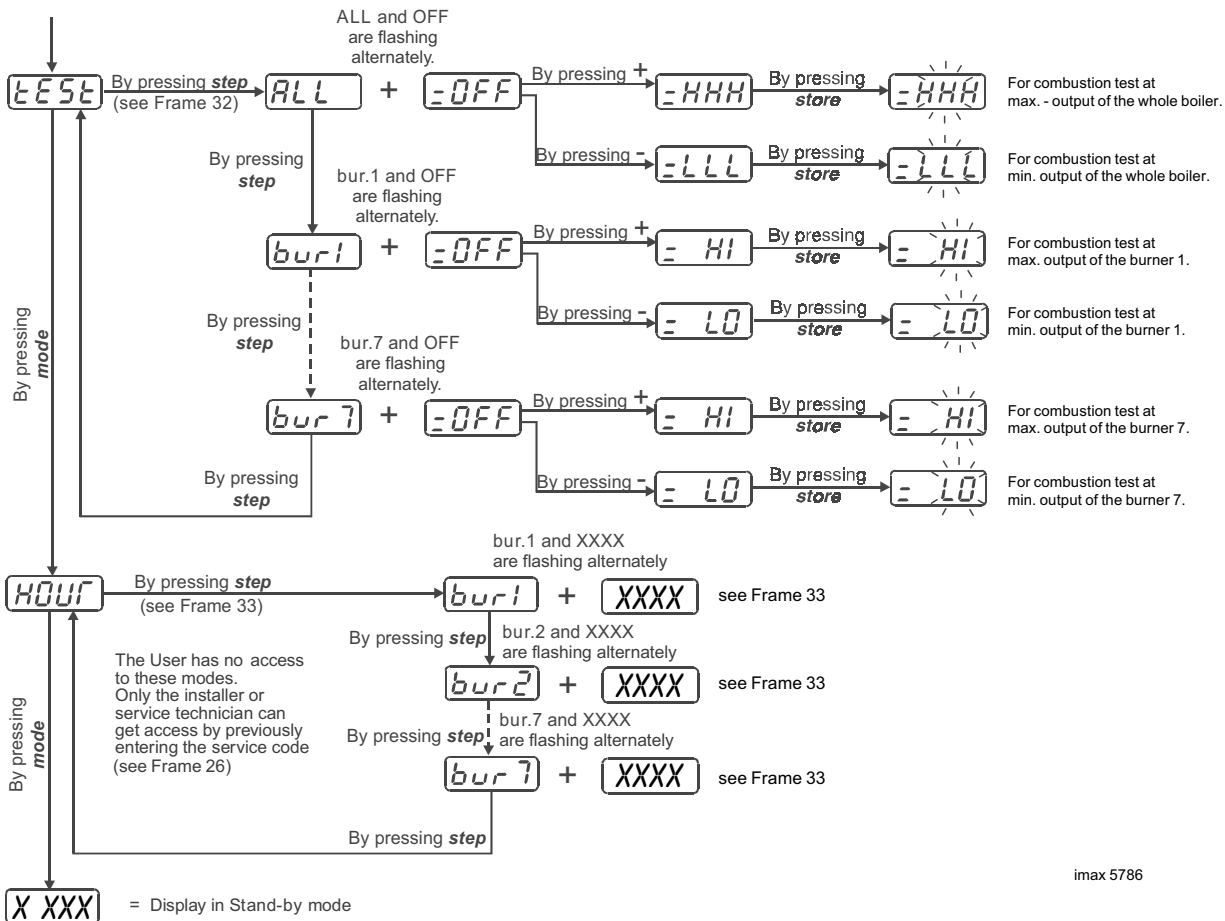 ALL and OFF
are flashing
alternately.
tESt
By pressing step
(see Frame 32)
ALL
+
=OFF
By pressing +
=HHH
By pressing
store
=HHH
For combustion test at
max. - output of the whole boiler.
By pressing -
=LLL
By pressing
store
=LLL
For combustion test at
min. output of the whole boiler.
By pressing
step
bur.1 and OFF
are flashing
alternately.
bur1
+
=OFF
By pressing +
= HI
By pressing
store
= HI
For combustion test at
max. output of the burner 1.
By pressing -
= LO
By pressing
store
= LO
For combustion test at
min. output of the burner 1.
By pressing
step
bur.7 and OFF
are flashing
alternately.
bur7
+
=OFF
By pressing +
= HI
By pressing
store
= HI
For combustion test at
max. output of the burner 7.
By pressing -
= LO
By pressing
store
= LO
For combustion test at
min. output of the burner 7.
By pressing
step
By pressing
mode
HOUr
By pressing step
(see Frame 33)
bur.1 and XXXX
are flashing alternately
bur1
+
XXXX
see Frame 33
By pressing step
bur.2 and XXXX
are flashing alternately
bur2
+
XXXX
see Frame 33
By pressing step
bur.7 and XXXX
are flashing alternately
bur7
+
XXXX
see Frame 33
By pressing step
The User has no access
to these modes.
Only the installer or
service technician can
get access by previously
entering the service code
(see Frame 26)
By pressing
mode
X XXX
= Display in Stand-by mode
imax 5786